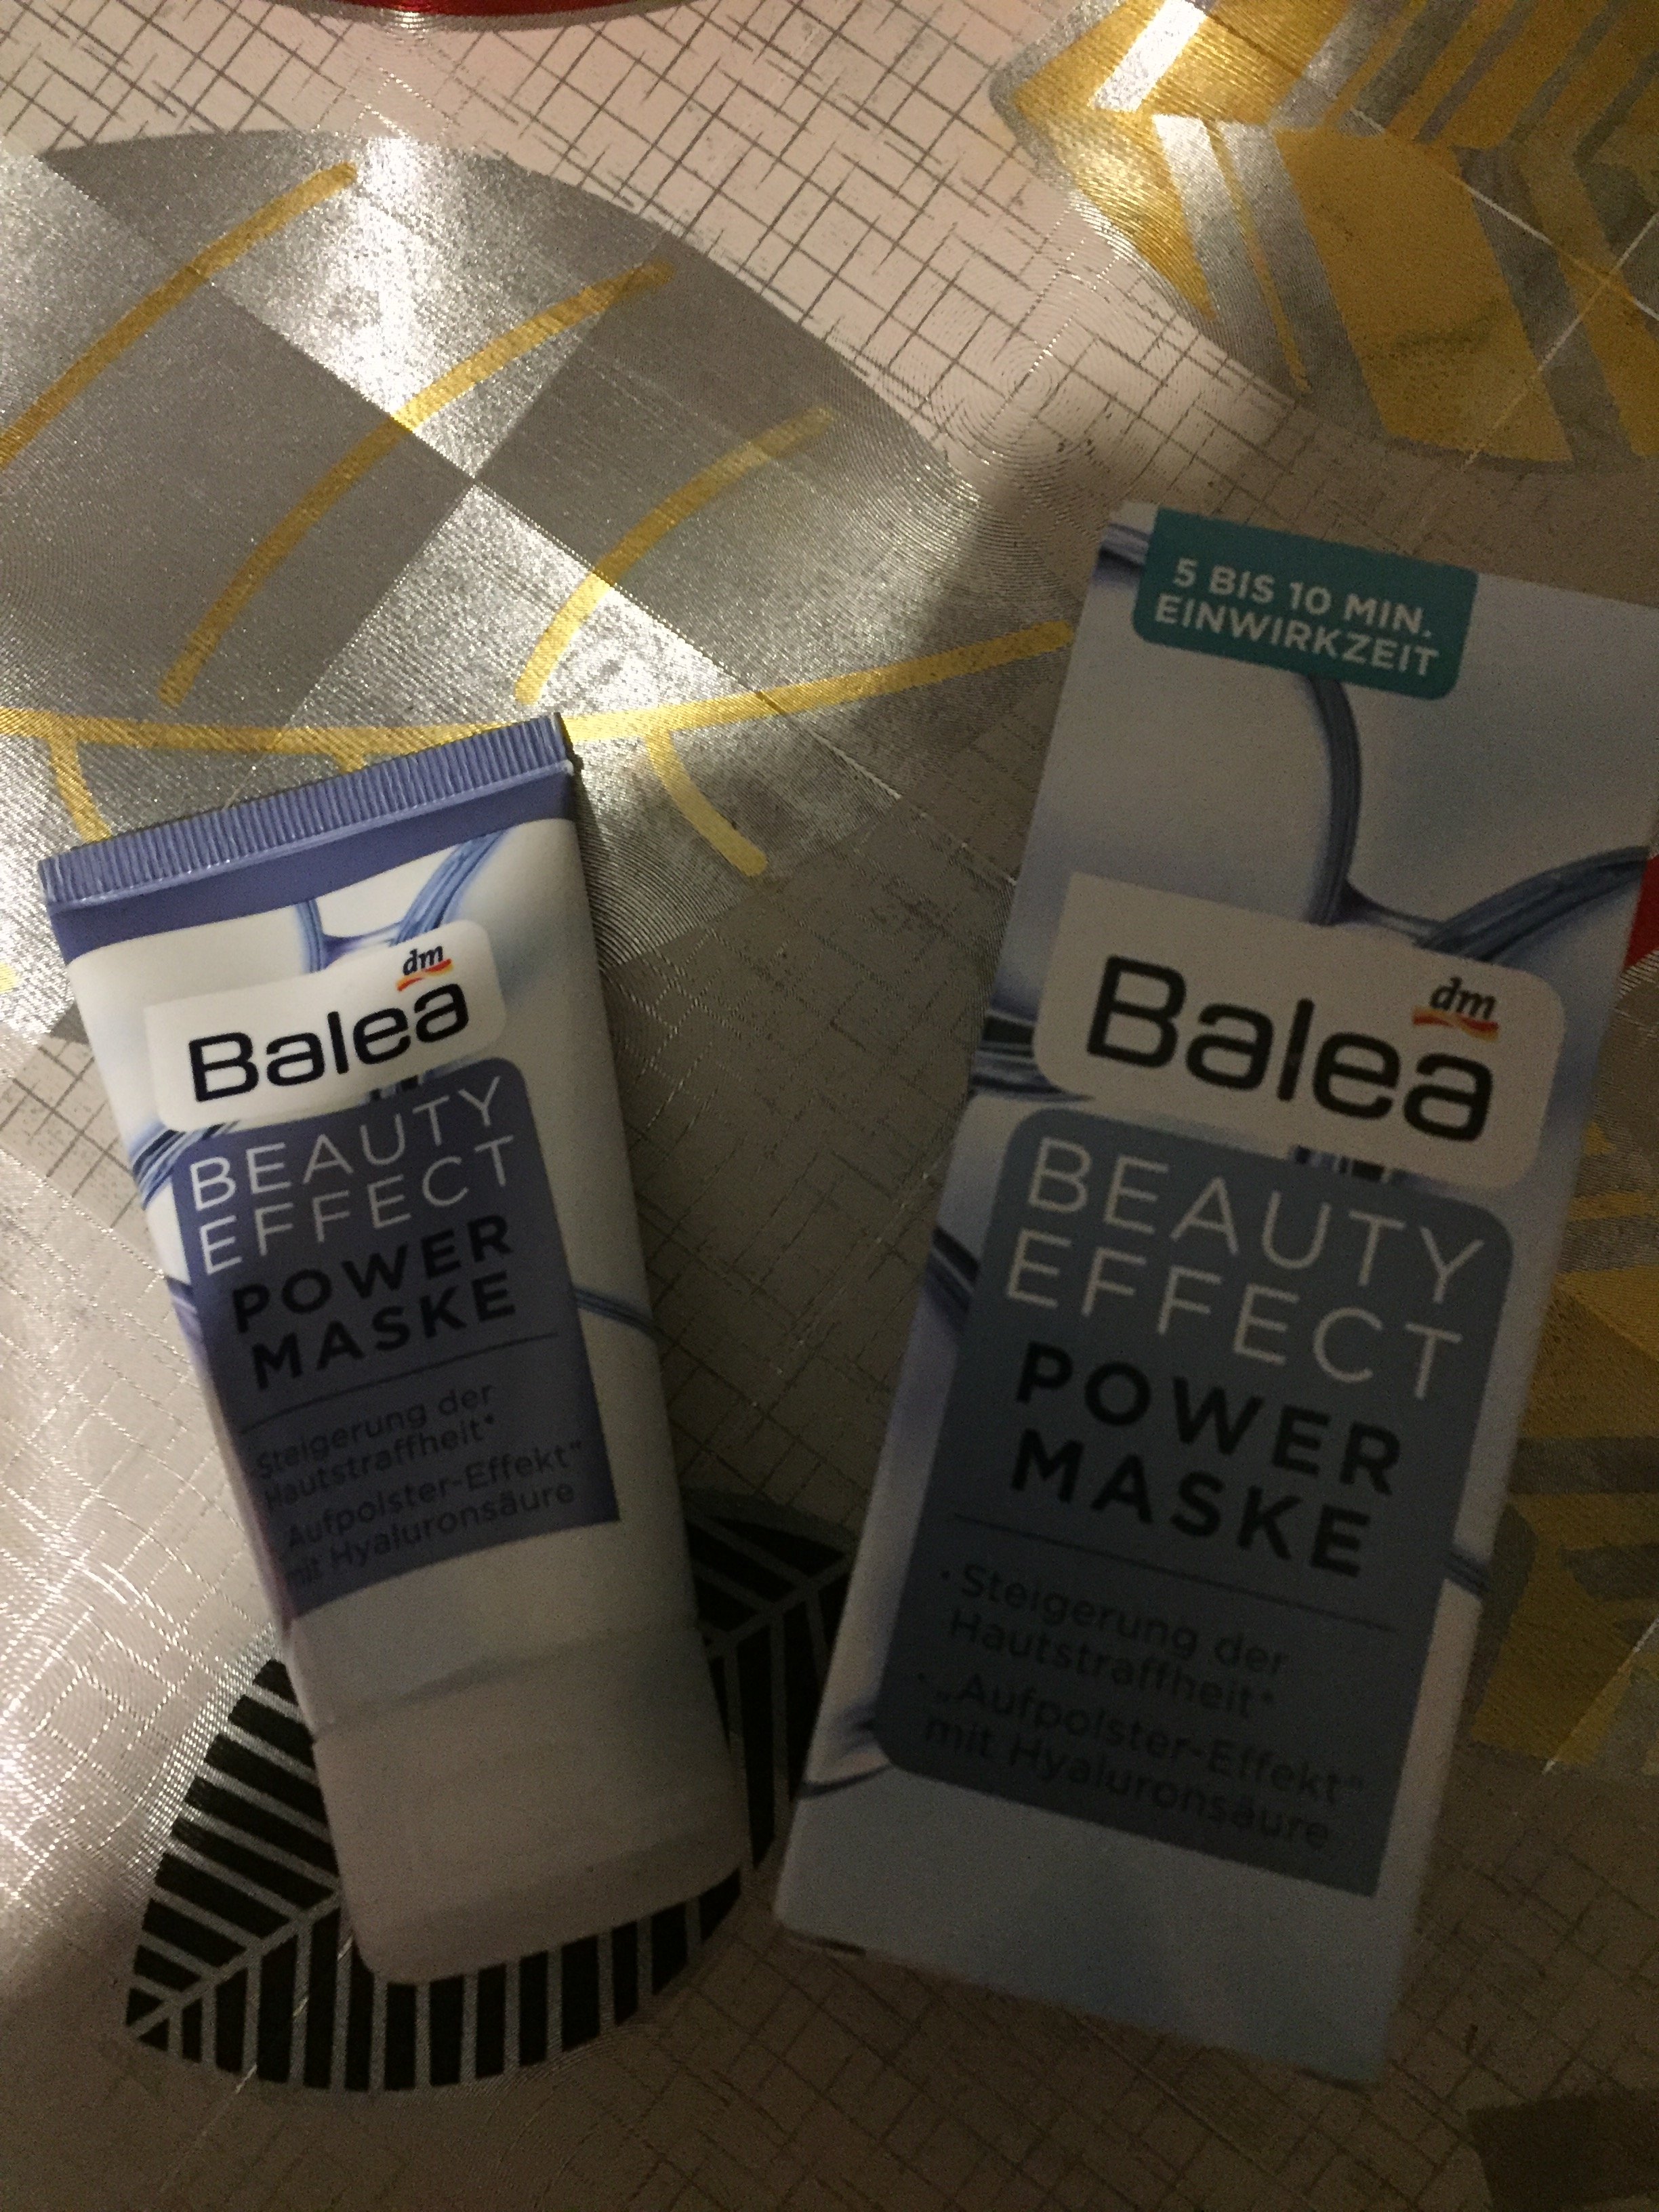 dm
Balea
BEAUTY
EFFECT
POWER
MASKE
Steigerung der
Hautstraffheit*
Aufpolster-Effekt“
mit Hyaluronsäure
5 BIS 10 MIN.
EINWIRKZEIT
dm
Balea
BEAUTY
EFFECT
POWER
MASKE
• Steigerung der
Hautstraffheit*
• „Aufpolster-Effekt“
mit Hyaluronsäure